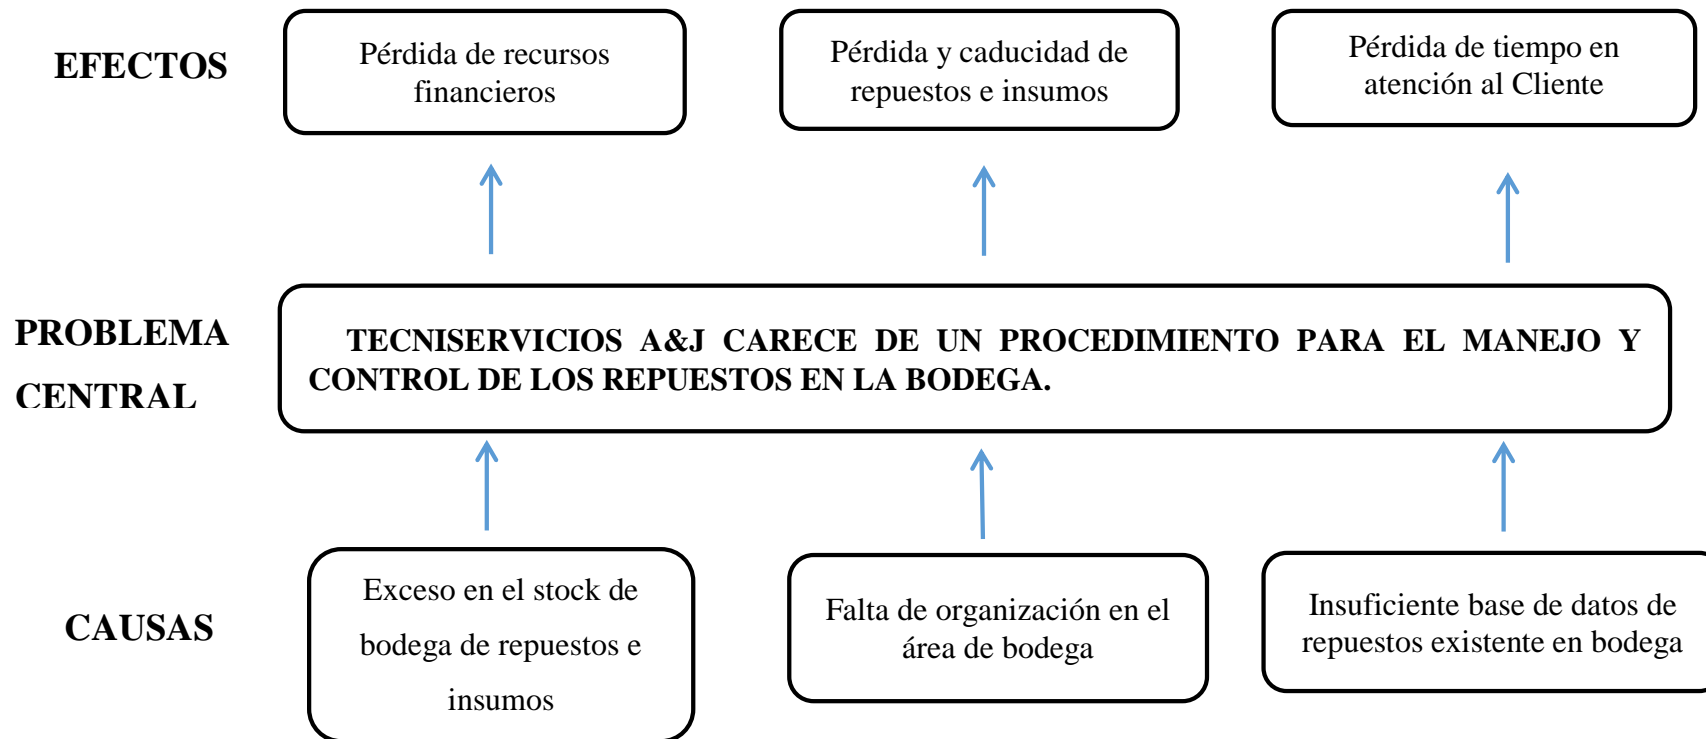 EFECTOS
Pérdida de recursos
financieros
Pérdida y caducidad de
repuestos e insumos
Pérdida de tiempo en
atención al Cliente
PROBLEMA
CENTRAL
TECNISERVICIOS A&J CARECE DE UN PROCEDIMIENTO PARA EL MANEJO Y
CONTROL DE LOS REPUESTOS EN LA BODEGA.
CAUSAS
Exceso en el stock de
bodega de repuestos e
insumos
Falta de organización en el
área de bodega
Insuficiente base de datos de
repuestos existente en bodega